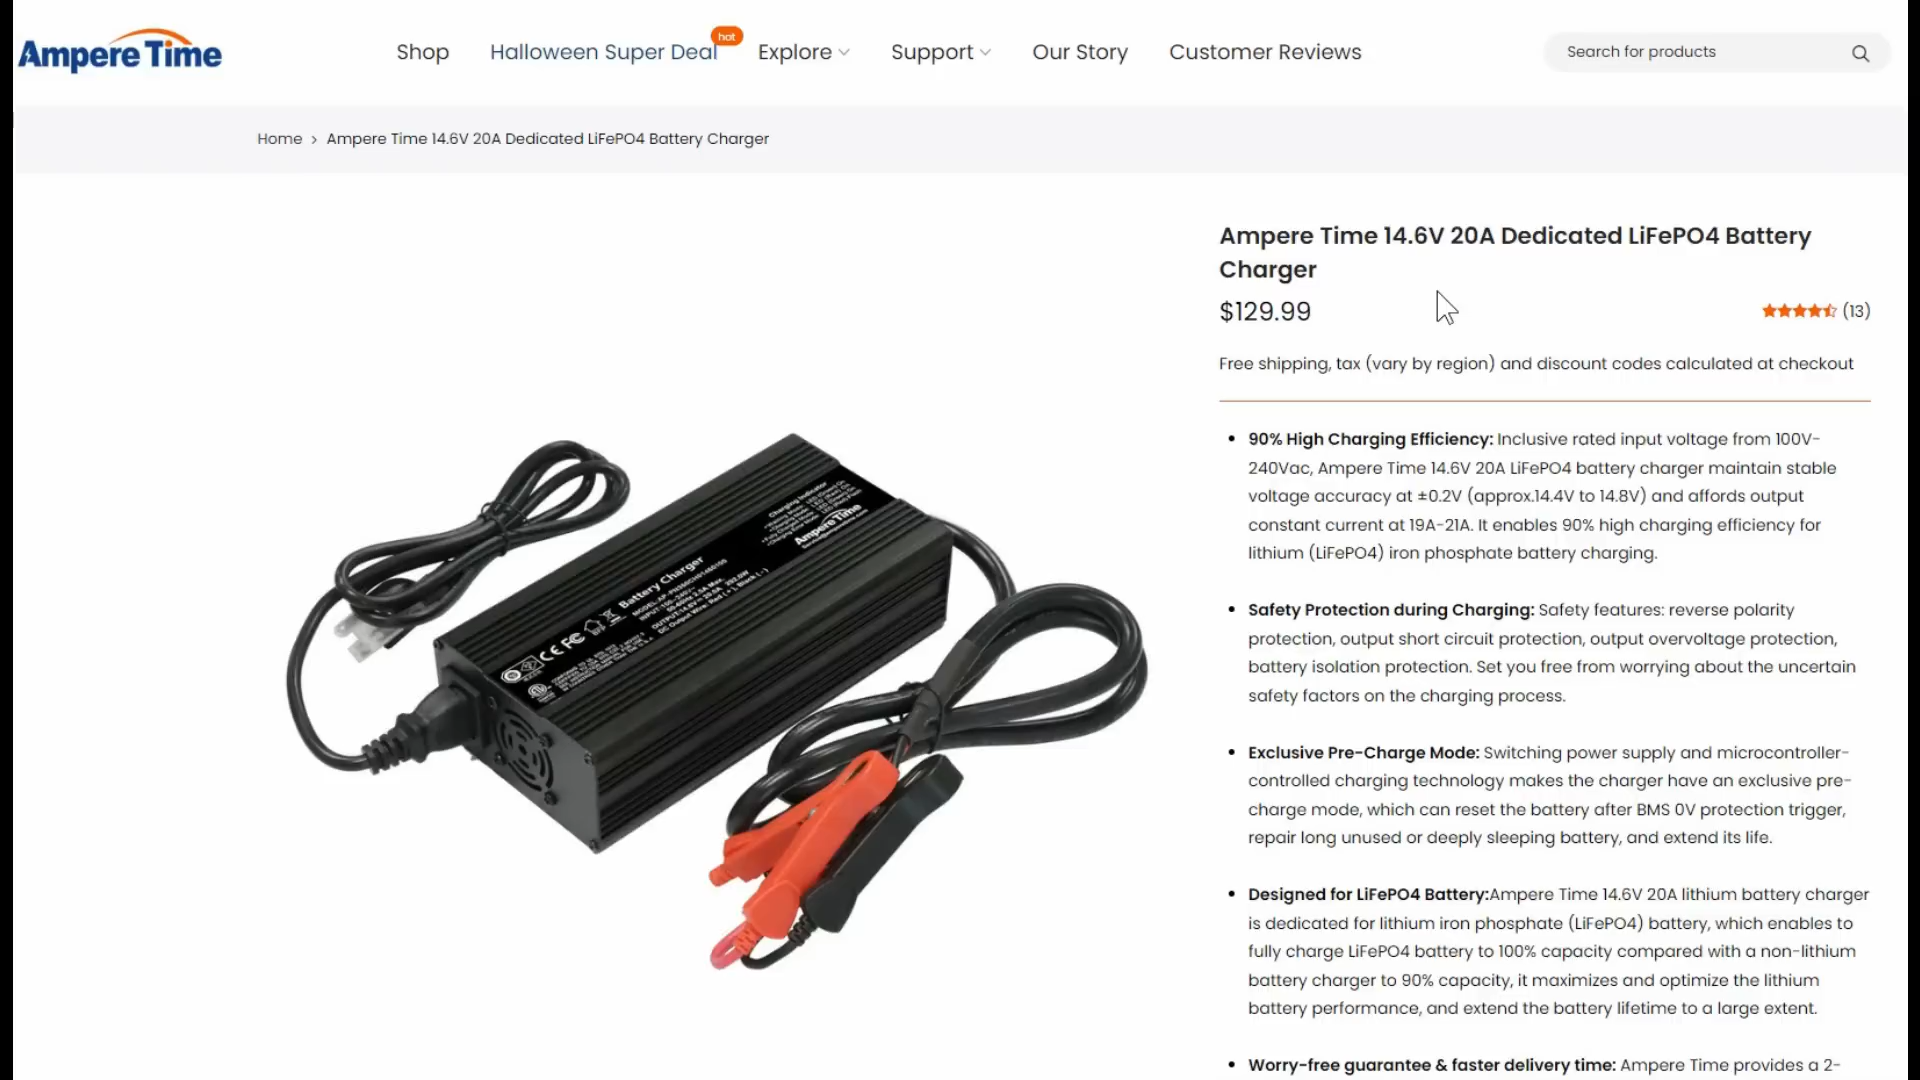 Ampere Time
Shop
Halloween Super Deal
hot
Explore
Support
Our Story
Customer Reviews
Search for products
Home > Ampere Time 14.6V 20A Dedicated LiFePO4 Battery Charger
Ampere Time 14.6V 20A Dedicated LiFePO4 Battery
Charger
$129.99
(13)
Free shipping, tax (vary by region) and discount codes calculated at checkout
• 90% High Charging Efficiency: Inclusive rated input voltage from 100V-
240Vac, Ampere Time 14.6V 20A LiFePO4 battery charger maintain stable
voltage accuracy at ±0.2V (approx.14.4V to 14.8V) and affords output
constant current at 19A-21A. It enables 90% high charging efficiency for
lithium (LiFePO4) iron phosphate battery charging.
• Safety Protection during Charging: Safety features: reverse polarity
protection, output short circuit protection, output overvoltage protection,
battery isolation protection. Set you free from worrying about the uncertain
safety factors on the charging process.
• Exclusive Pre-Charge Mode: Switching power supply and microcontroller-
controlled charging technology makes the charger have an exclusive pre-
charge mode, which can reset the battery after BMS 0V protection trigger,
repair long unused or deeply sleeping battery, and extend its life.
• Designed for LiFePO4 Battery:Ampere Time 14.6V 20A lithium battery charger
is dedicated for lithium iron phosphate (LiFePO4) battery, which enables to
fully charge LiFePO4 battery to 100% capacity compared with a non-lithium
battery charger to 90% capacity, it maximizes and optimize the lithium
battery performance, and extend the battery lifetime to a large extent.
• Worry-free guarantee & faster delivery time: Ampere Time provides a 2-
Charging Indicator
Ampere Time
Battery Charger
CE FC
DC Output Wire: Red (+), Black (-)